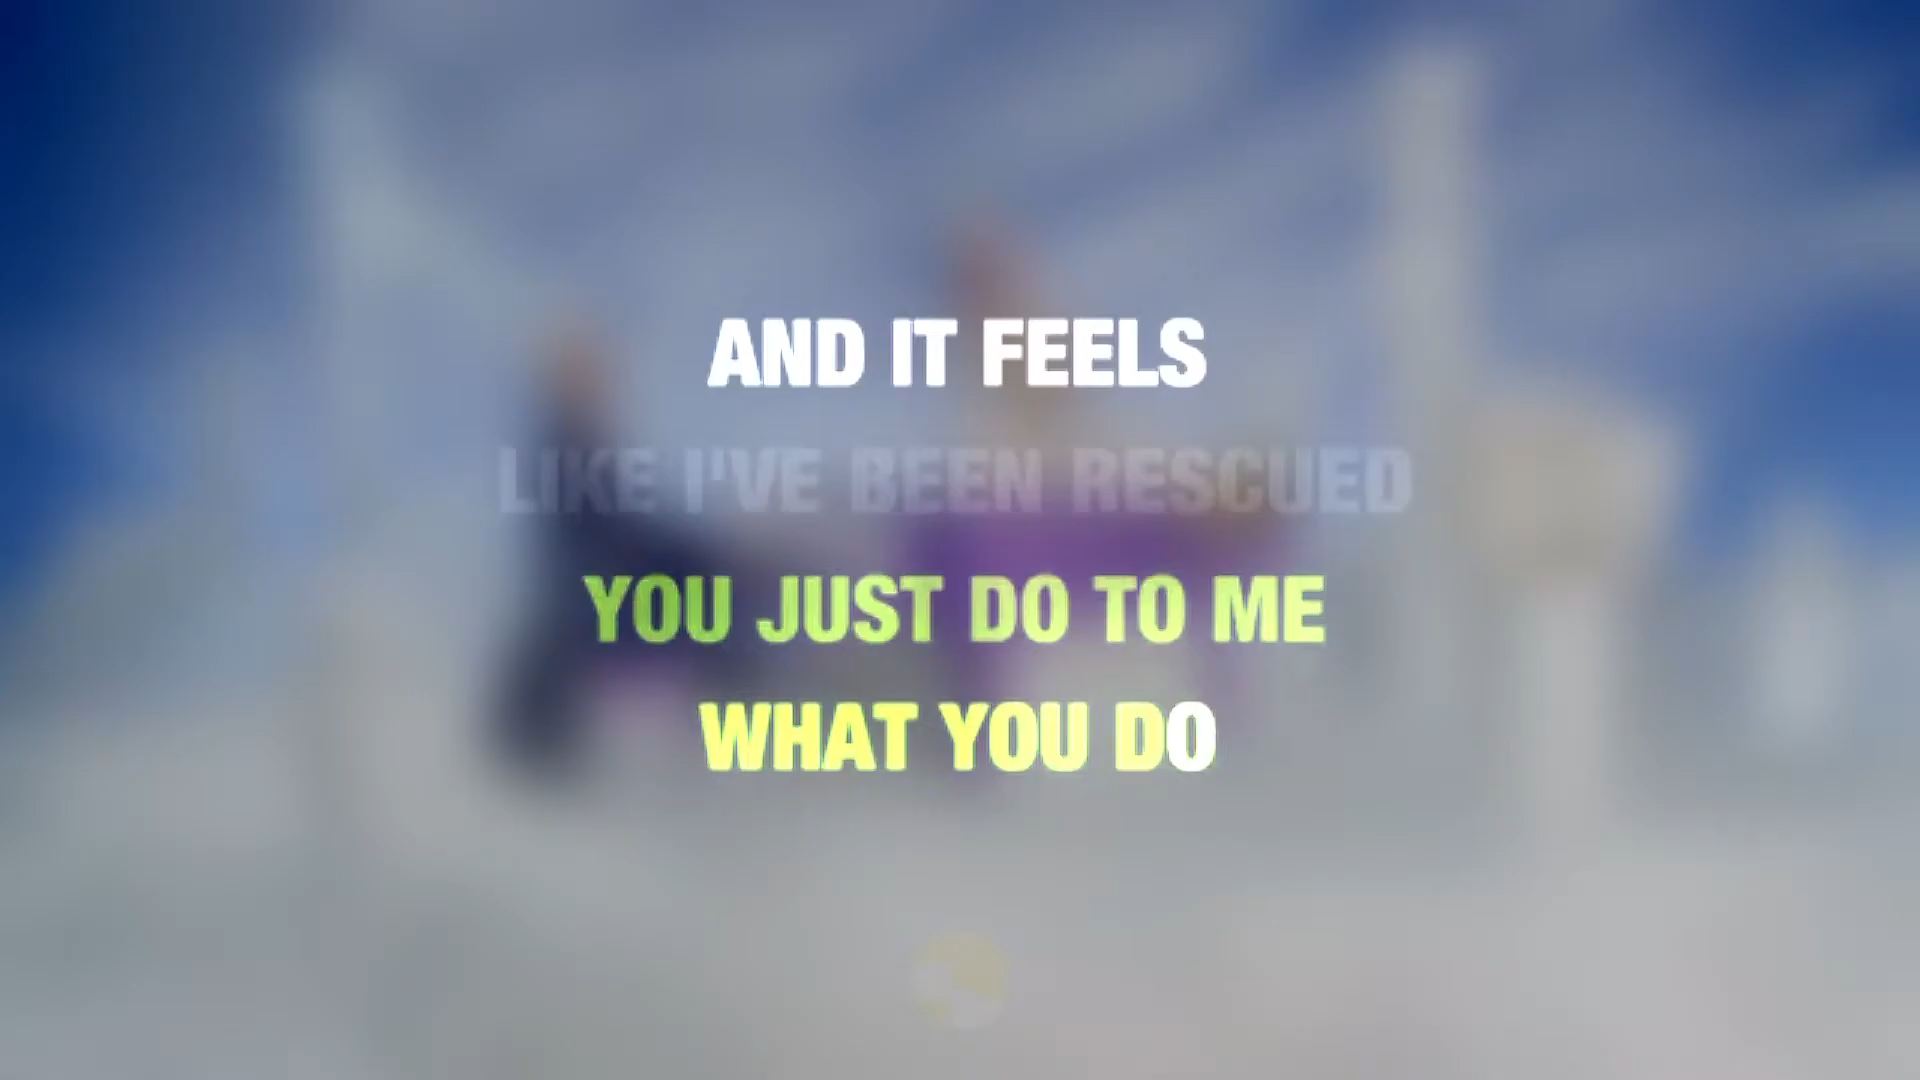 AND IT FEELS
LIKE I'VE BEEN RESCUED
YOU JUST DO TO ME
WHAT YOU DO